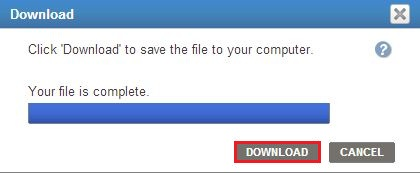 Download
Click 'Download' to save the file to your computer.
?
Your file is complete.
DOWNLOAD
CANCEL